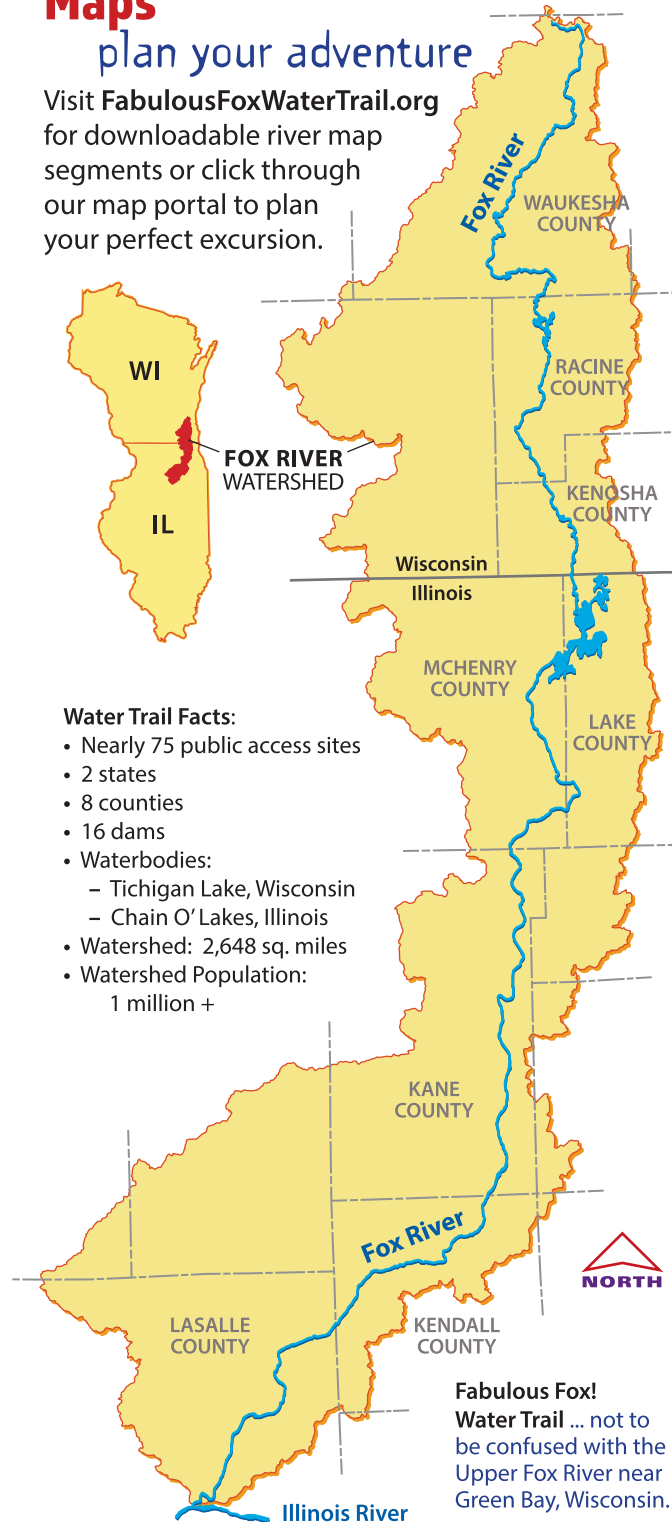 Maps
plan your adventure
Visit FabulousFoxWaterTrail.org
for downloadable river map
segments or click through
our map portal to plan
your perfect excursion.
Fox River
WAUKESHA
COUNTY
WI
RACINE
COUNTY
FOX RIVER
WATERSHED
IL
KENOSHA
COUNTY
Wisconsin
Illinois
MCHENRY
COUNTY
LAKE
COUNTY
Water Trail Facts:
• Nearly 75 public access sites
• 2 states
• 8 counties
• 16 dams
• Waterbodies:
– Tichigan Lake, Wisconsin
– Chain O’ Lakes, Illinois
• Watershed: 2,648 sq. miles
• Watershed Population:
1 million +
KANE
COUNTY
Fox River
NORTH
LASALLE
COUNTY
KENDALL
COUNTY
Fabulous Fox!
Water Trail ... not to
be confused with the
Upper Fox River near
Green Bay, Wisconsin.
Illinois River